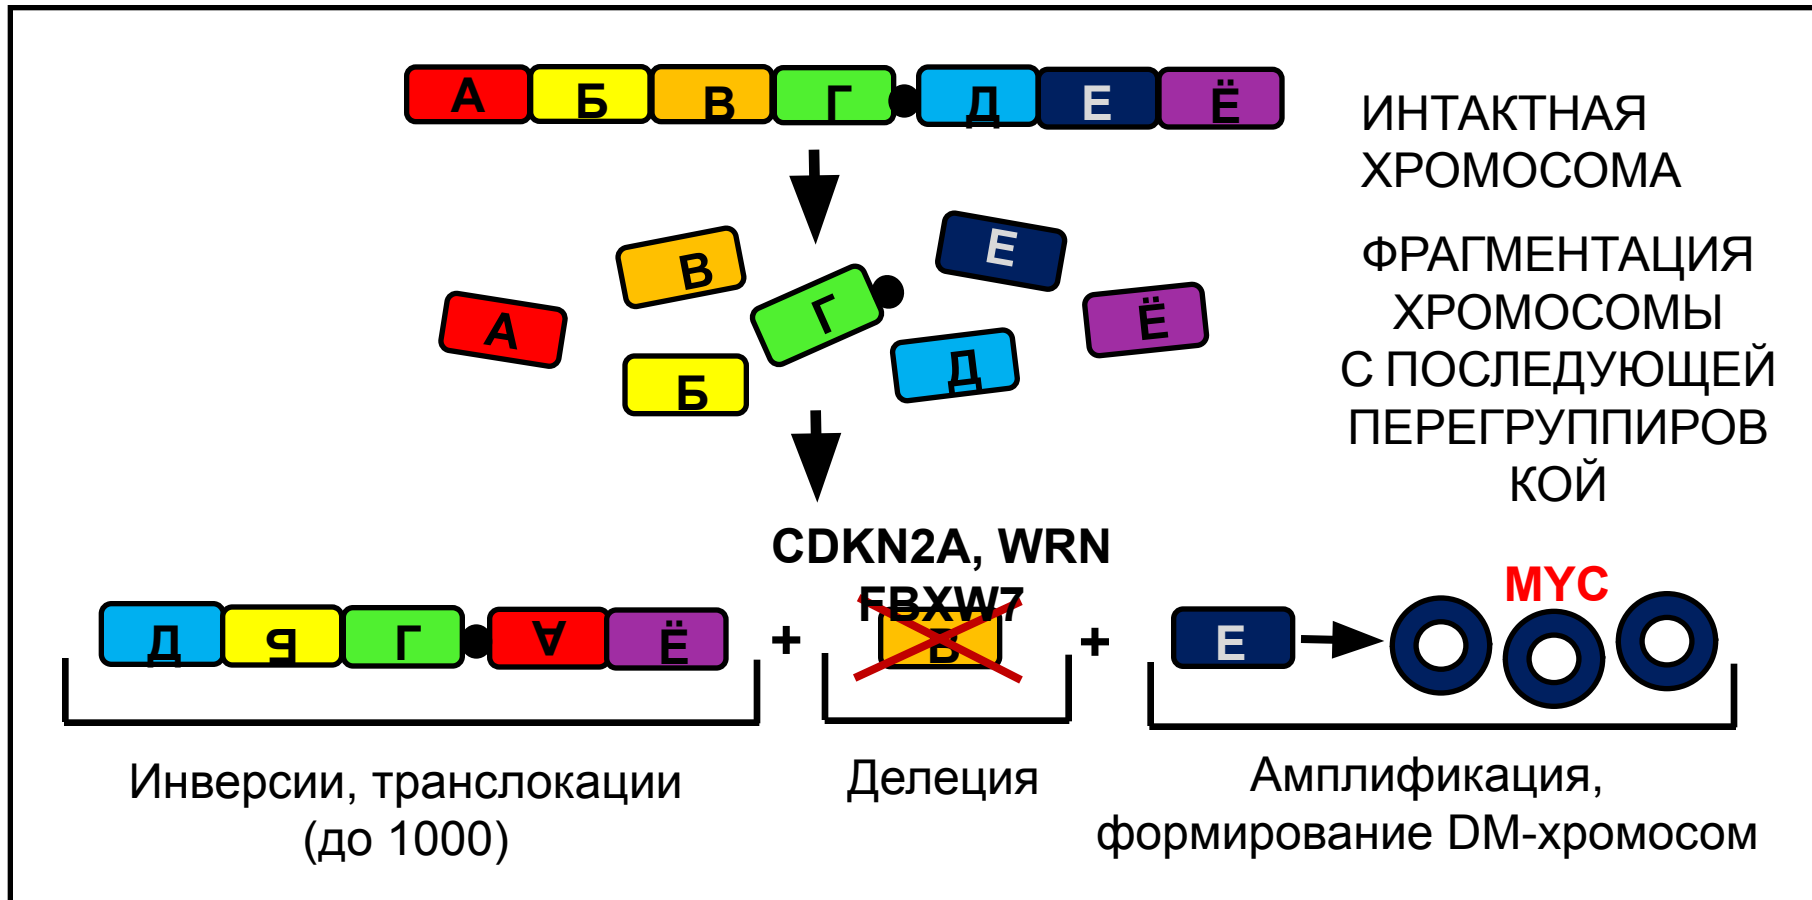 А Б В Г Д Е Ё
ИНТАКТНАЯ
ХРОМОСОМА
А В Б Г Е Д Ё
ФРАГМЕНТАЦИЯ
ХРОМОСОМЫ
С ПОСЛЕДУЮЩЕЙ
ПЕРЕГРУППИРОВ
КОЙ
CDKN2A, WRN
FBXW7
MYC
Д Б Г А Ё + В + Е
Инверсии, транслокации
(до 1000)
Делеция
Амплификация,
формирование DM-хромосом